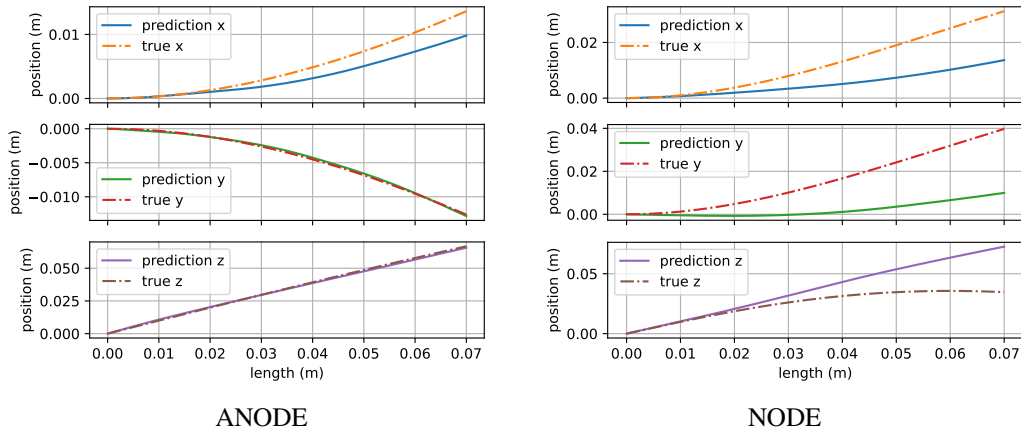 position (m)
0.01
0.00
prediction x
true x
position (m)
0.000
−0.005
−0.010
prediction y
true y
position (m)
0.050
0.025
0.000
prediction z
true z
0.00 0.01 0.02 0.03 0.04 0.05 0.06 0.07
length (m)
ANODE
position (m)
0.02
0.00
prediction x
true x
position (m)
0.04
0.02
0.00
prediction y
true y
position (m)
0.05
0.00
prediction z
true z
0.00 0.01 0.02 0.03 0.04 0.05 0.06 0.07
length (m)
NODE